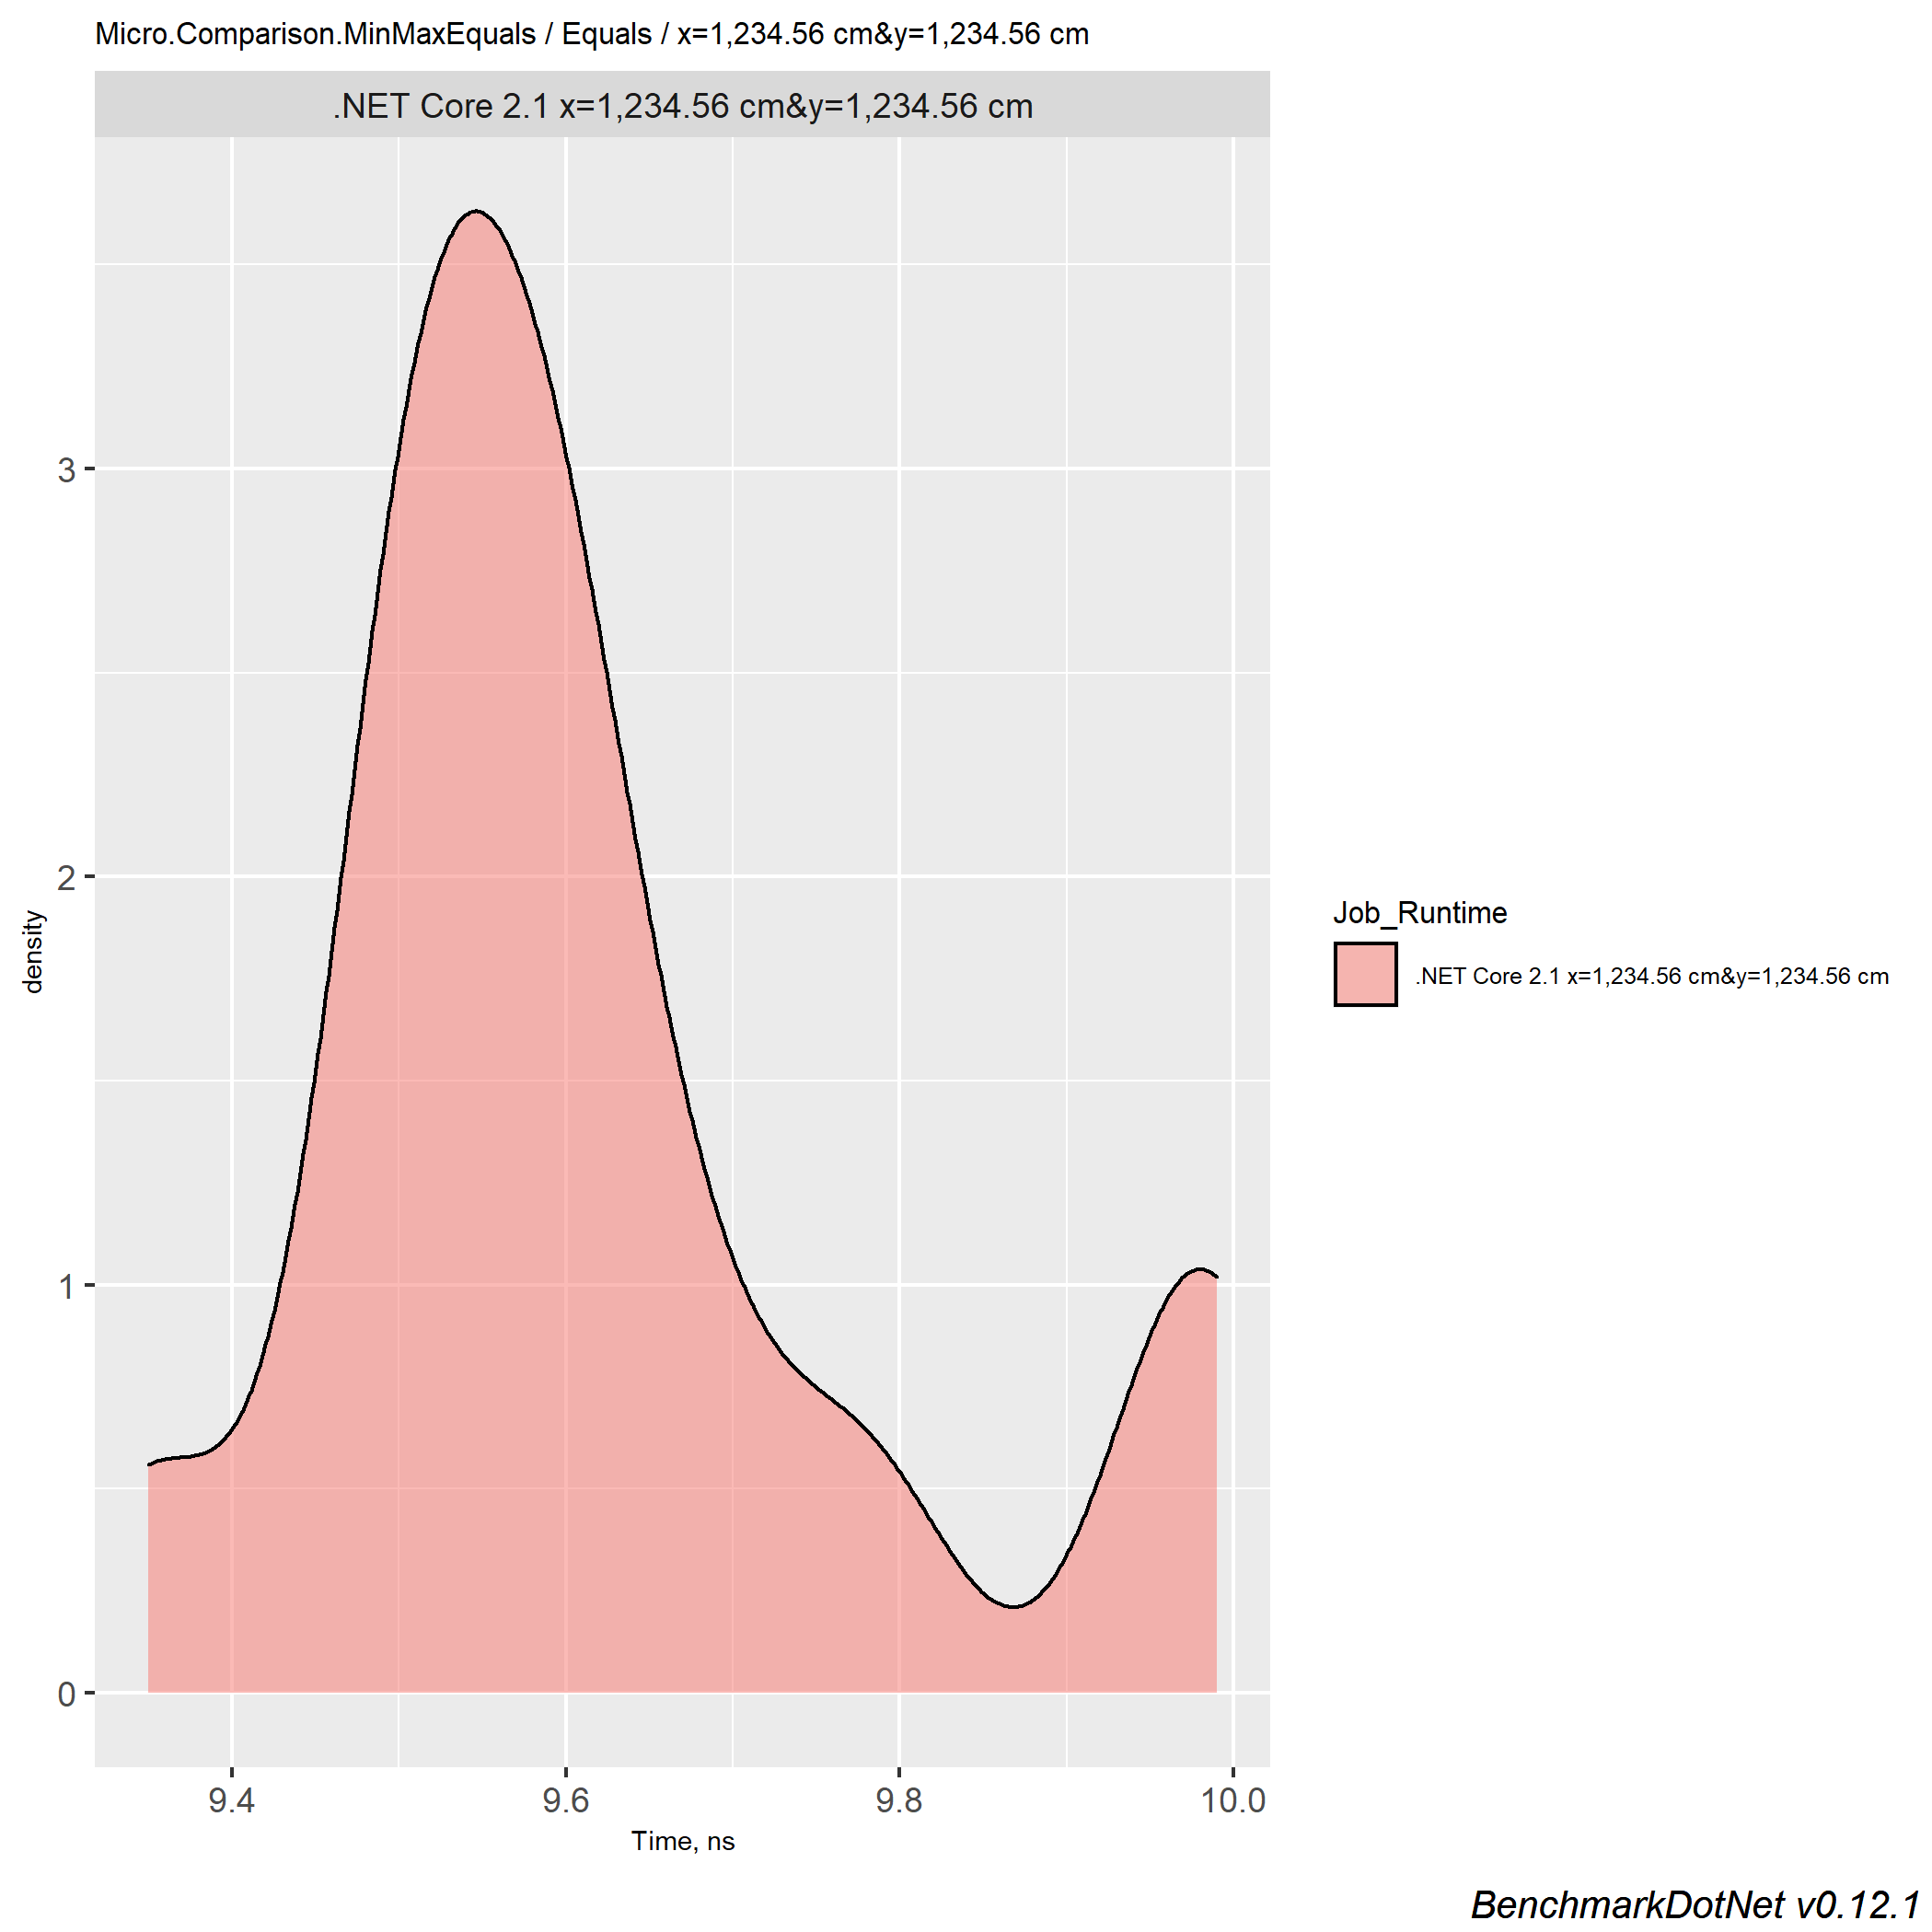 Micro.Comparison.MinMaxEquals / Equals / x=1,234.56 cm&y=1,234.56 cm
.NET Core 2.1 x=1,234.56 cm&y=1,234.56 cm
3
2
1
0
density
9.4 9.6 9.8 10.0
Time, ns
Job_Runtime
.NET Core 2.1 x=1,234.56 cm&y=1,234.56 cm
BenchmarkDotNet v0.12.1